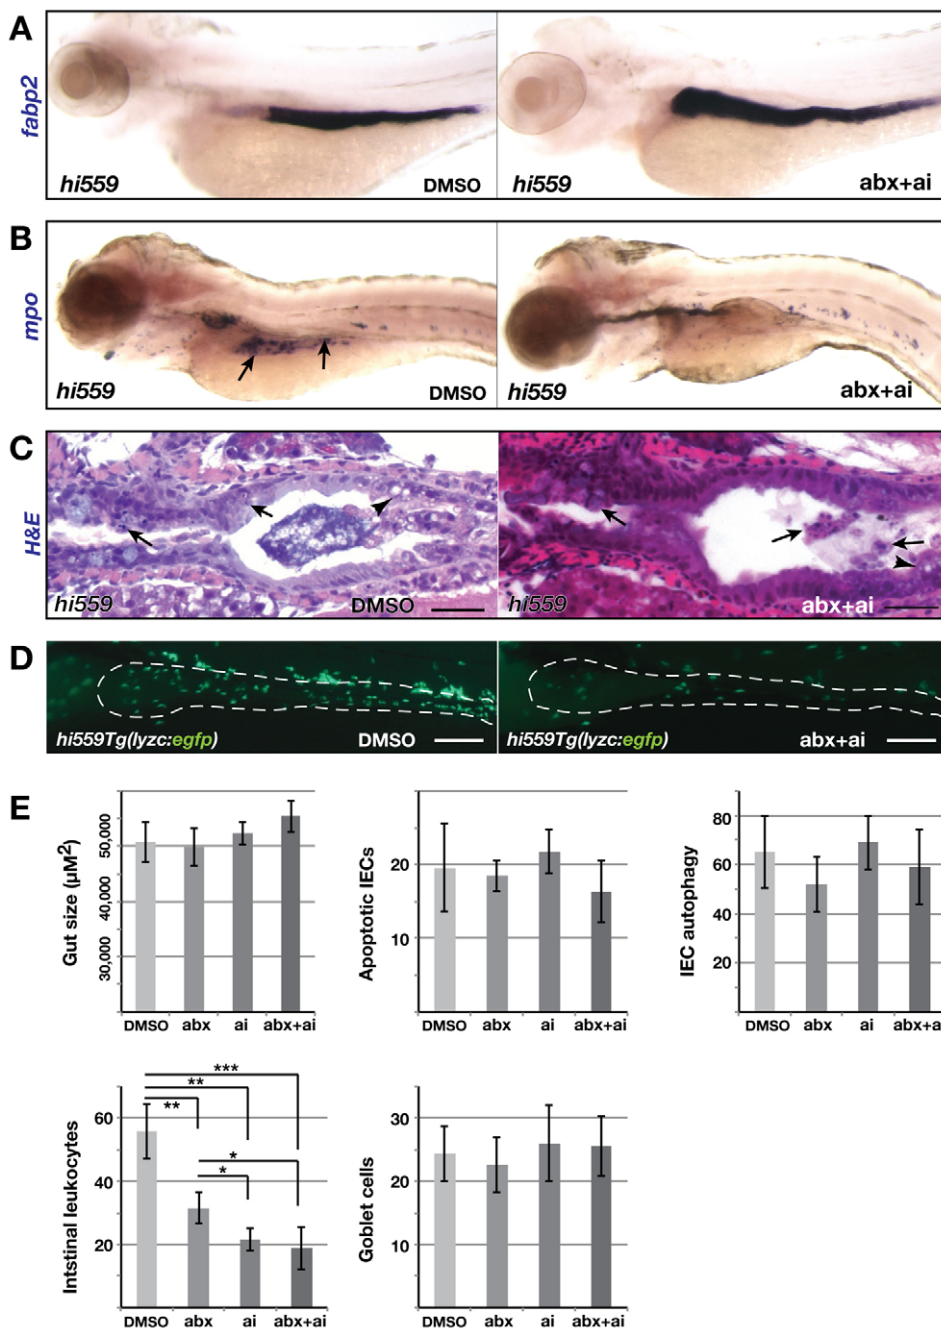 A
fabp2
hi559
DMSO
hi559
abx+ai
B
mpo
hi559
DMSO
hi559
abx+ai
C
H&E
hi559
DMSO
hi559
abx+ai
D
hi559Tg(lyzc:egfp)
DMSO
hi559Tg(lyzc:egfp)
abx+ai
E
Gut size (µM²)
50,000
40,000
30,000
DMSO abx ai abx+ai
Apoptotic IECs
20
10
DMSO abx ai abx+ai
IEC autophagy
80
60
40
20
DMSO abx ai abx+ai
Intstinal leukocytes
60
40
20
***
**
**
*
*
DMSO abx ai abx+ai
Goblet cells
30
20
10
DMSO abx ai abx+ai